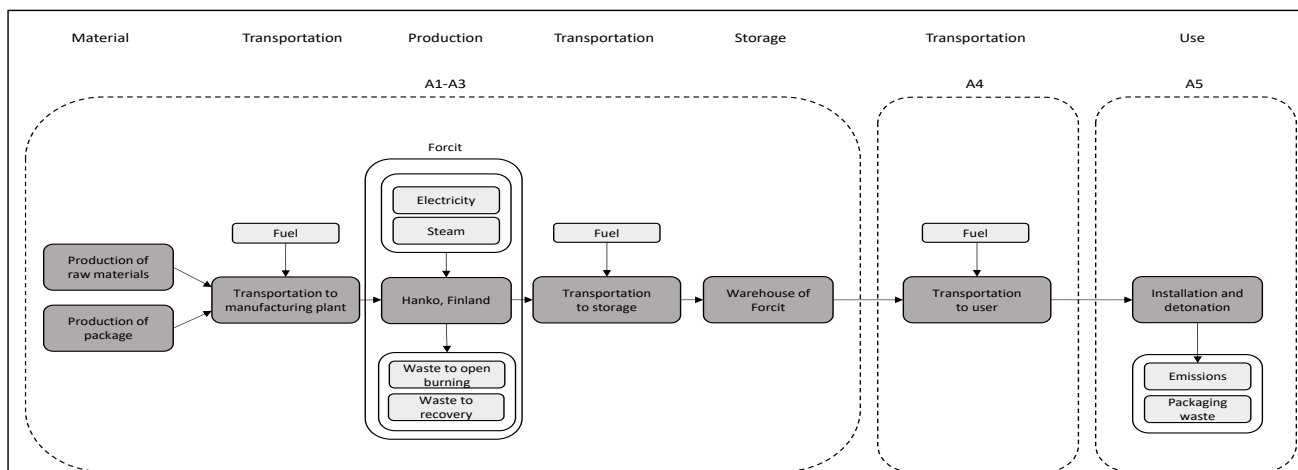 Material
Transportation
Production
Transportation
Storage
Transportation
Use
A1-A3
A4
A5
Forcit
Electricity
Steam
Fuel
Fuel
Fuel
Production of
raw materials
Production of
package
Transportation to
manufacturing plant
Hanko, Finland
Transportation
to storage
Warehouse of
Forcit
Transportation
to user
Installation and
detonation
Waste to open
burning
Waste to
recovery
Emissions
Packaging
waste